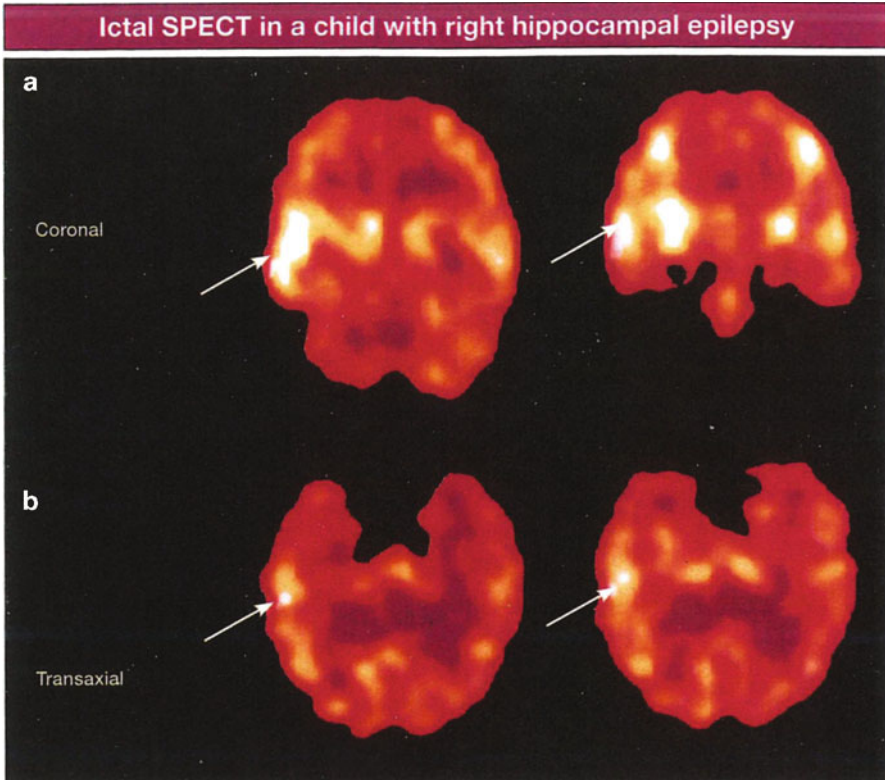 Ictal SPECT in a child with right hippocampal epilepsy
a
Coronal
b
Transaxial